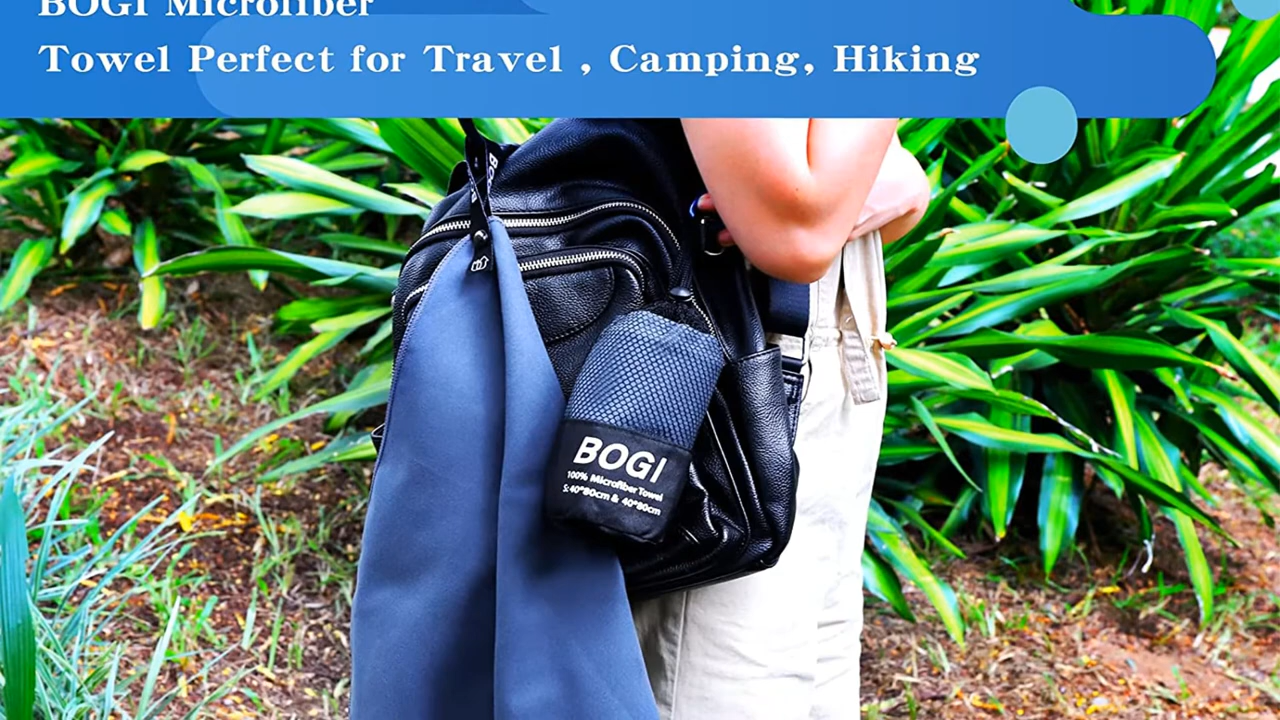 BOGI Microfiber
Towel Perfect for Travel , Camping, Hiking
BOGI
100% Microfiber Towel
S:40*80cm & 40*80cm